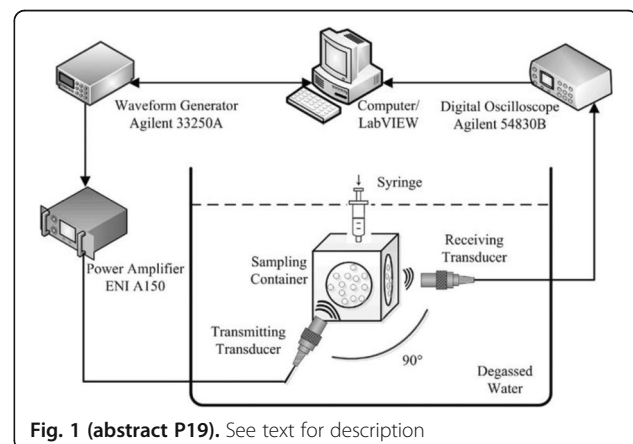 Waveform Generator
Agilent 33250A
Computer/
LabVIEW
Digital Oscilloscope
Agilent 54830B
Syringe
Power Amplifier
ENI A150
Sampling
Container
Receiving
Transducer
Transmitting
Transducer
90°
Degassed
Water
Fig. 1 (abstract P19). See text for description